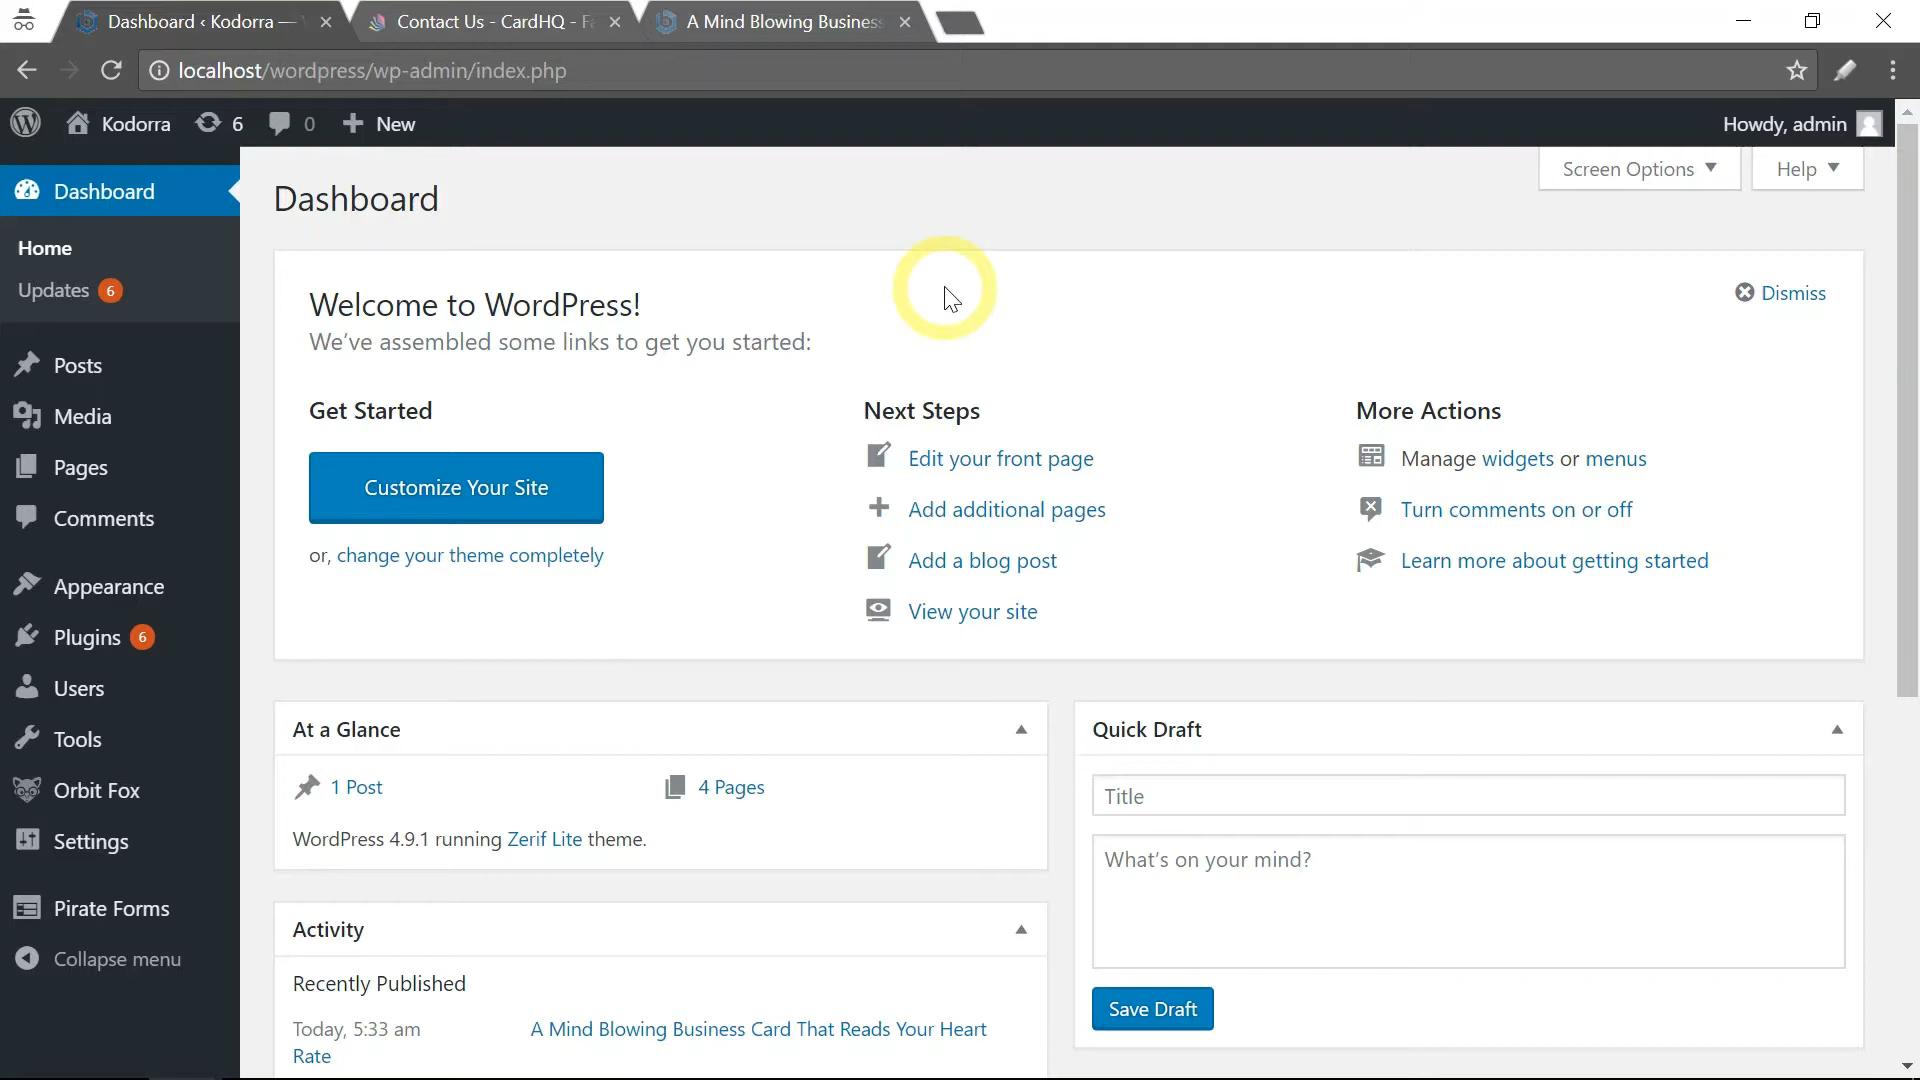 Dashboard ‹ Kodorra —
Contact Us - CardHQ - F
A Mind Blowing Business
localhost/wordpress/wp-admin/index.php
Kodorra 6 0 New
Howdy, admin
Screen Options Help
Dashboard
Home
Updates 6
Posts
Media
Pages
Comments
Appearance
Plugins 6
Users
Tools
Orbit Fox
Settings
Pirate Forms
Collapse menu
Dashboard
Welcome to WordPress!
Dismiss
We've assembled some links to get you started:
Get Started
Customize Your Site
or, change your theme completely
Next Steps
Edit your front page
Add additional pages
Add a blog post
View your site
More Actions
Manage widgets or menus
Turn comments on or off
Learn more about getting started
At a Glance
1 Post
4 Pages
WordPress 4.9.1 running Zerif Lite theme.
Activity
Recently Published
Today, 5:33 am
A Mind Blowing Business Card That Reads Your Heart
Rate
Quick Draft
Title
What's on your mind?
Save Draft